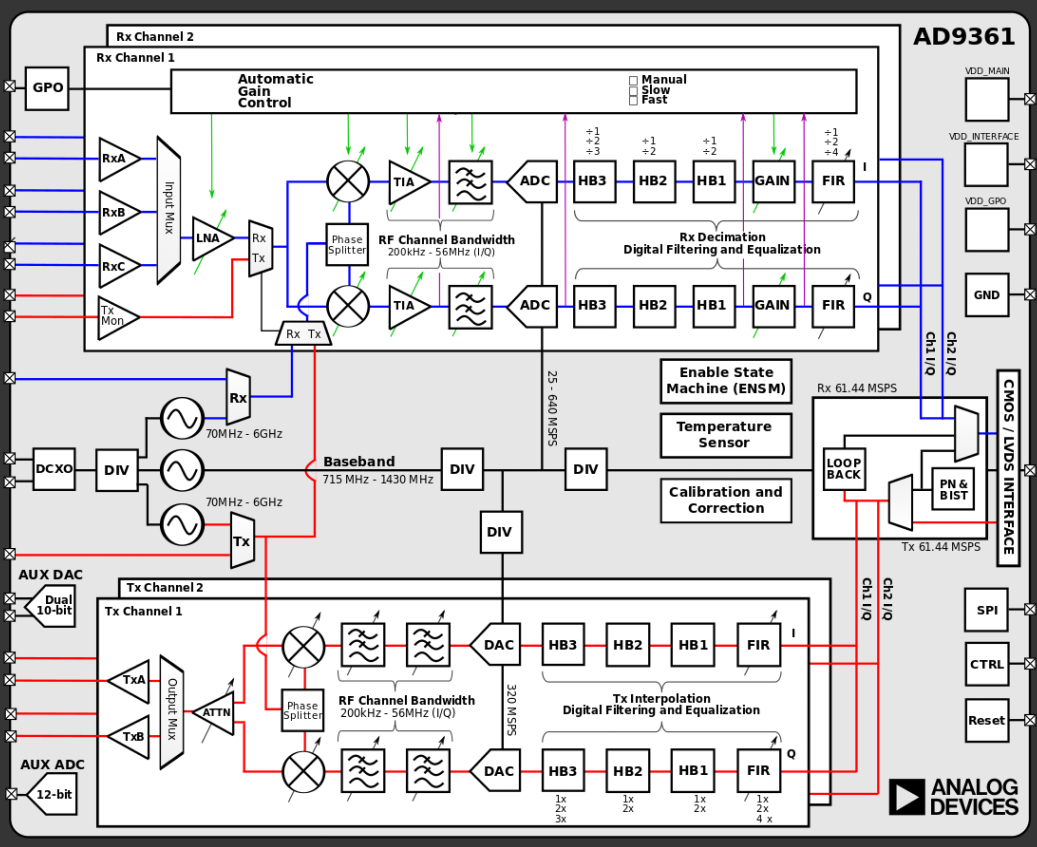 AD9361
Rx Channel 2
Rx Channel 1
GPO
Automatic
Gain
Control
Manual
Slow
Fast
VDD_MAIN
VDD_INTERFACE
VDD_GPO
GND
RxA
RxB
RxC
Tx
Mon
Input Mux
LNA
Rx
Tx
Phase
Splitter
Rx Tx
TIA
ADC
÷1
÷2
÷3
HB3
÷1
÷2
HB2
÷1
÷2
HB1
GAIN
÷1
÷2
÷4
FIR
I
RF Channel Bandwidth
200kHz - 56MHz (I/Q)
Rx Decimation
Digital Filtering and Equalization
TIA
ADC
HB3
HB2
HB1
GAIN
FIR
Q
Ch1 I/Q
Ch2 I/Q
Rx
70MHz - 6GHz
DCXO
DIV
Baseband
715 MHz - 1430 MHz
DIV
DIV
DIV
25 - 640 MSPS
70MHz - 6GHz
Tx
Enable State
Machine (ENSM)
Temperature
Sensor
Calibration and
Correction
Rx 61.44 MSPS
LOOP
BACK
PN &
BIST
Tx 61.44 MSPS
CMOS / LVDS INTERFACE
AUX DAC
Dual
10-bit
Tx Channel 2
Tx Channel 1
TxA
TxB
Output Mux
ATTN
Phase
Splitter
DAC
HB3
HB2
HB1
FIR
I
RF Channel Bandwidth
200kHz - 56MHz (I/Q)
320 MSPS
Tx Interpolation
Digital Filtering and Equalization
DAC
HB3
HB2
HB1
FIR
Q
1x
2x
3x
1x
2x
1x
2x
1x
2x
4 x
Ch1 I/Q
Ch2 I/Q
SPI
CTRL
Reset
AUX ADC
12-bit
ANALOG
DEVICES